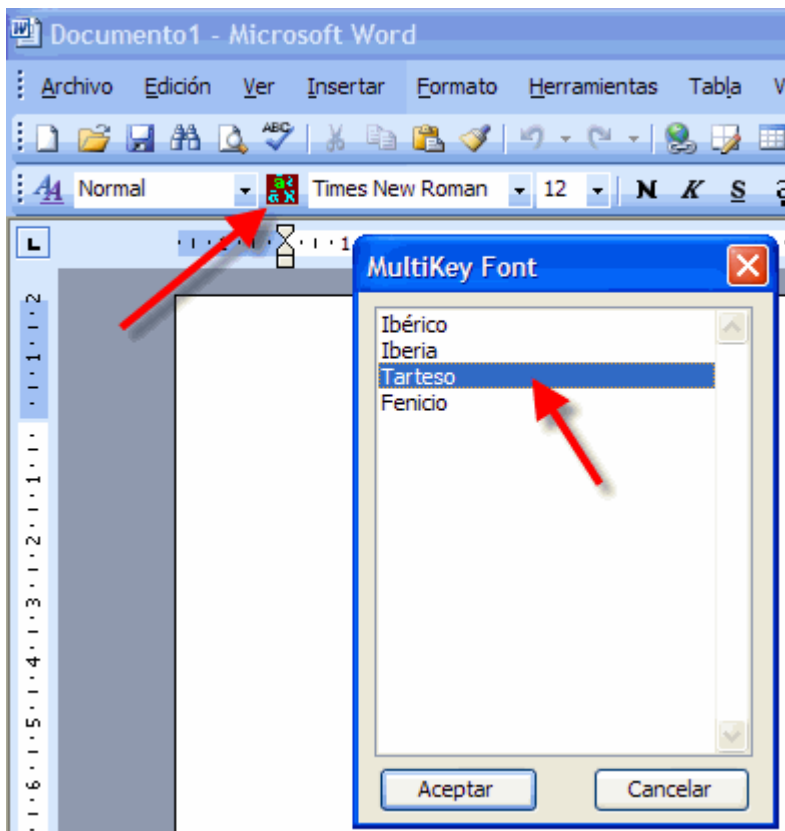 Documento1 - Microsoft Word
Archivo Edición Ver Insertar Formato Herramientas Tabla V
ABC
Normal Times New Roman 12 N K S
MultiKey Font
Ibérico
Iberia
Tarteso
Fenicio
Aceptar Cancelar